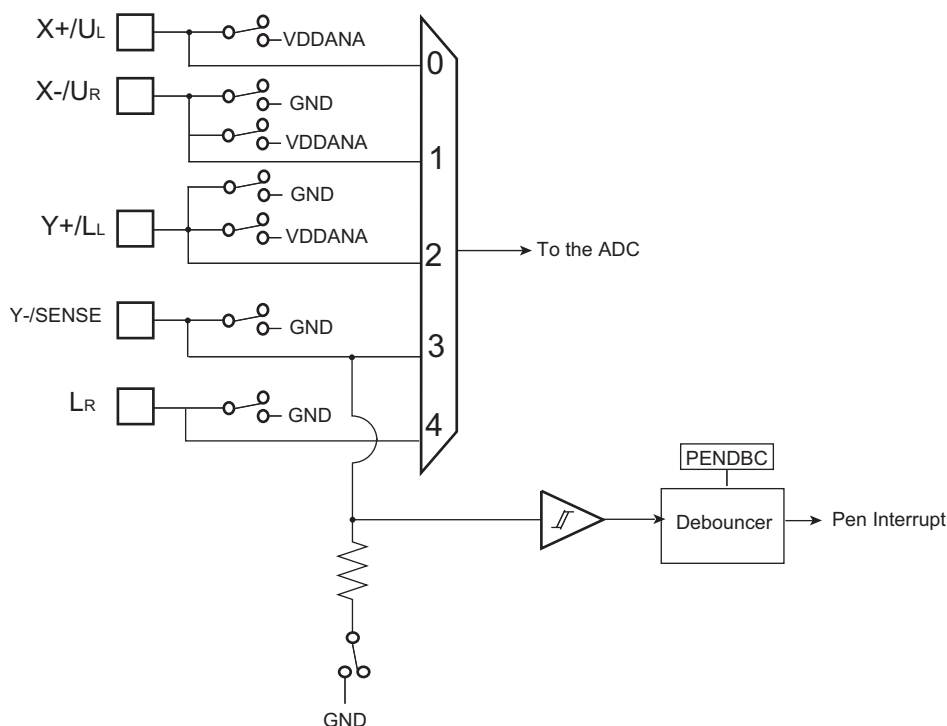 X+/UL
VDDANA
0
X-/UR
GND
VDDANA
1
GND
Y+/LL
VDDANA
2
To the ADC
Y-/SENSE
GND
3
LR
GND
4
PENDBC
Debouncer
Pen Interrupt
GND